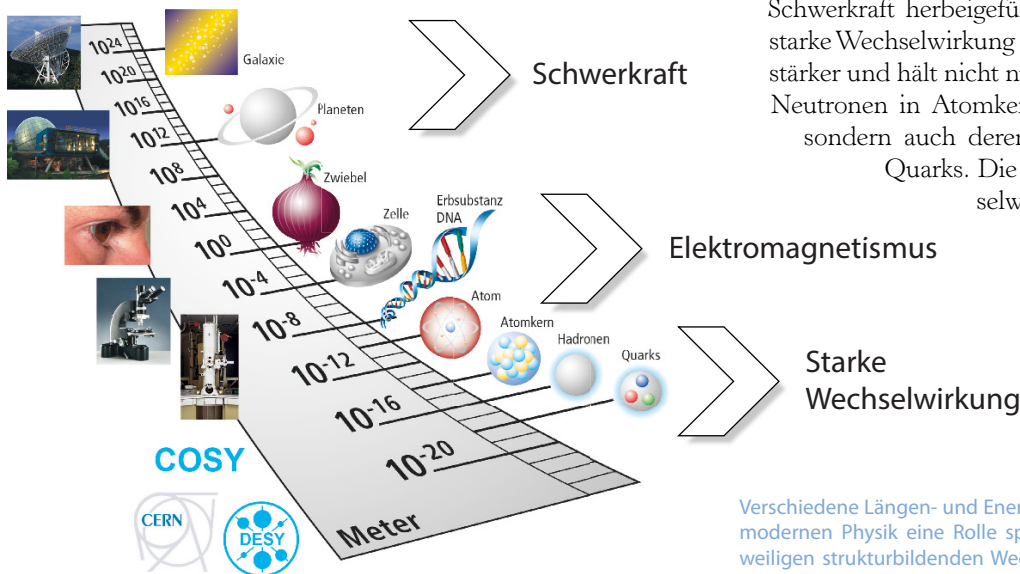 10²⁴
10²⁰
10¹⁶
10¹²
10⁸
10⁴
10⁰
10⁻⁴
10⁻⁸
10⁻¹²
10⁻¹⁶
10⁻²⁰
Meter
Galaxie
Planeten
Zwiebel
Zelle
Erbsubstanz
DNA
Atom
Atomkern
Hadronen
Quarks
Schwerkraft
Elektromagnetismus
Starke
Wechselwirkung
COSY
CERN
DESY
Schwerkraft herbeigefü
starke Wechselwirkung
stärker und hält nicht
Neutronen in Atomker
sondern auch deren
Quarks. Die
selw
Verschiedene Längen- und Ener
modernen Physik eine Rolle sp
weiligen strukturbildenden Wec